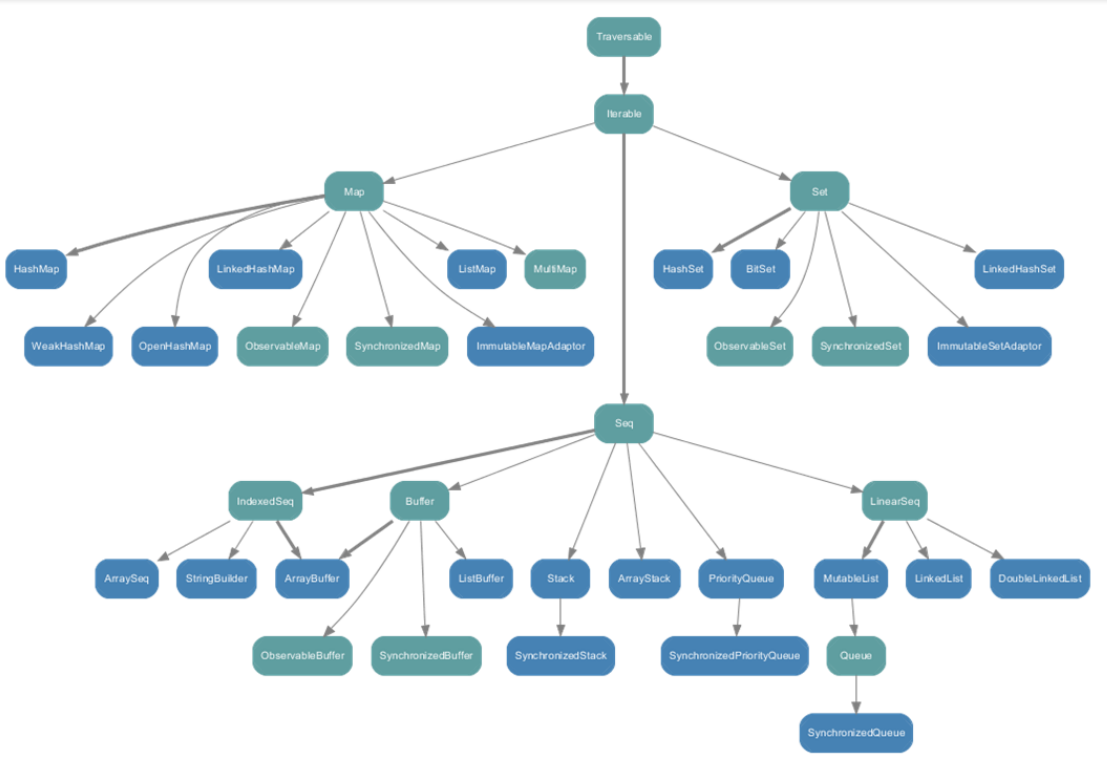 Traversable
Iterable
Map
Set
HashMap
LinkedHashMap
ListMap
MultiMap
HashSet
BitSet
LinkedHashSet
WeakHashMap
OpenHashMap
ObservableMap
SynchronizedMap
ImmutableMapAdaptor
ObservableSet
SynchronizedSet
ImmutableSetAdaptor
Seq
IndexedSeq
Buffer
LinearSeq
ArraySeq
StringBuilder
ArrayBuffer
ListBuffer
Stack
ArrayStack
PriorityQueue
MutableList
LinkedList
DoubleLinkedList
ObservableBuffer
SynchronizedBuffer
SynchronizedStack
SynchronizedPriorityQueue
Queue
SynchronizedQueue